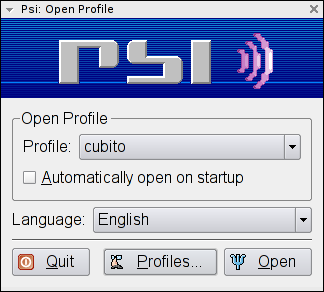 Psi: Open Profile
PSI
Open Profile
Profile: cubito
Automatically open on startup
Language: English
Quit Profiles... Open